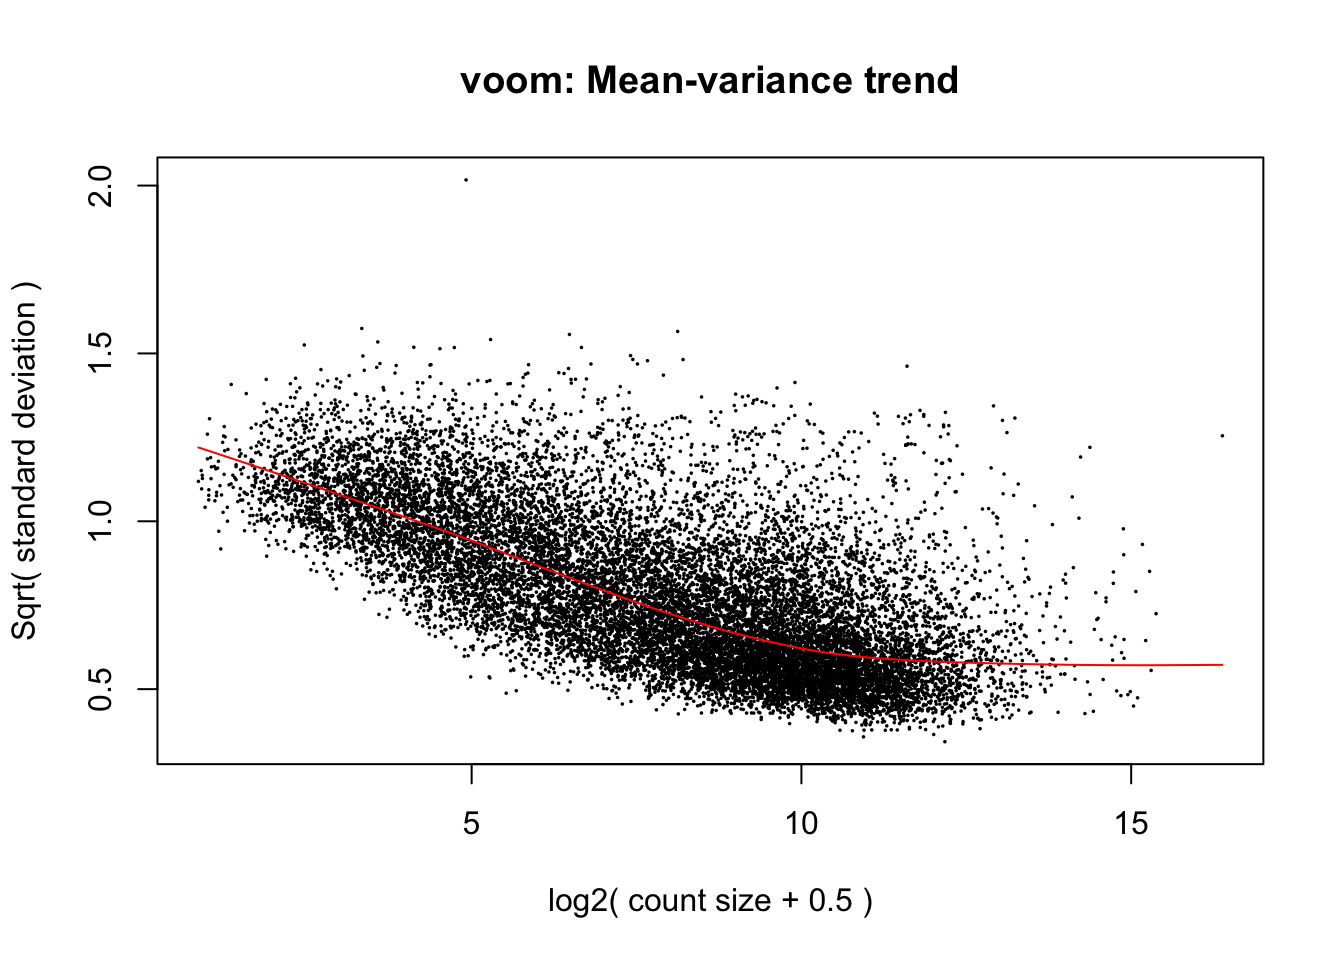 voom: Mean-variance trend
Sqrt( standard deviation )
2.0
1.5
1.0
0.5
5 10 15
log2( count size + 0.5 )